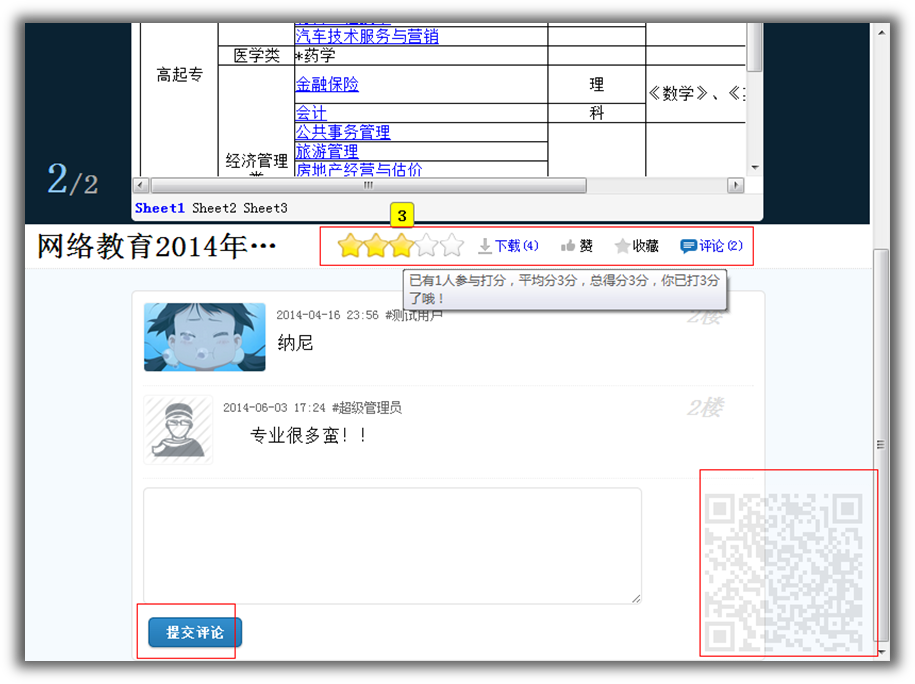 汽车技术服务与营销
医学类 *药学
高起专
金融保险 理
《数学》、《
会计 科
公共事务管理
经济管理
旅游管理
房地产经营与估价
2/2
Sheet1 Sheet2 Sheet3
3
网络教育2014年…
下载(4) 赞 收藏 评论(2)
已有1人参与打分，平均分3分，总得分3分，你已打3分
了哦！
2014-04-16 23:56 #测试用户 2楼
纳尼
2014-06-03 17:24 #超级管理员 2楼
专业很多蛮！！
提交评论